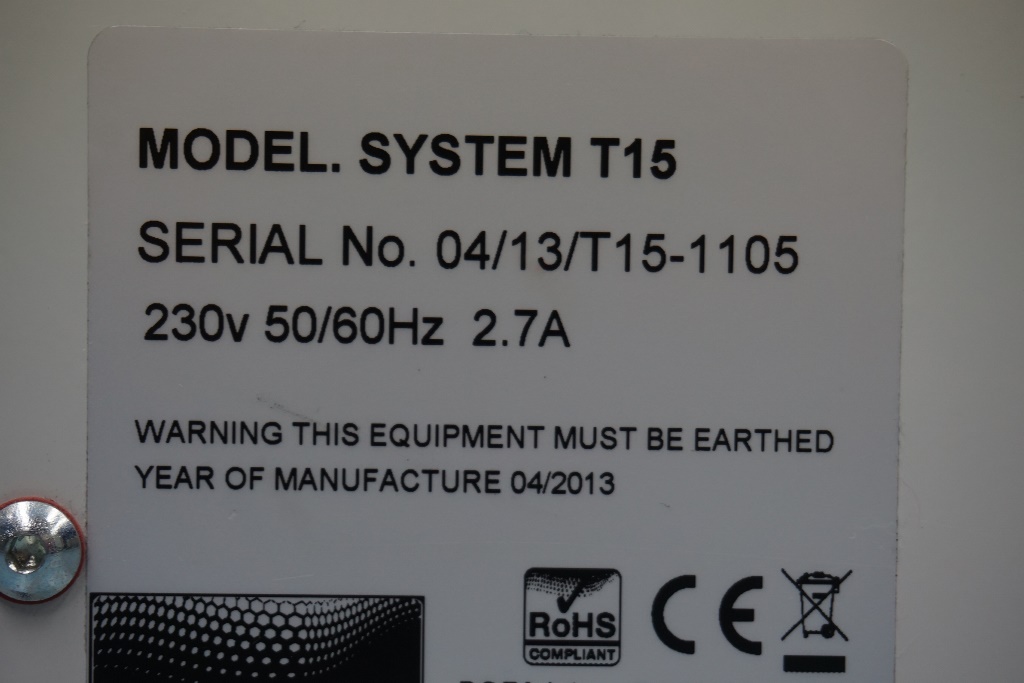 MODEL. SYSTEM T15
SERIAL No. 04/13/T15-1105
230v 50/60Hz 2.7A
WARNING THIS EQUIPMENT MUST BE EARTHED
YEAR OF MANUFACTURE 04/2013
RoHS
COMPLIANT
CE